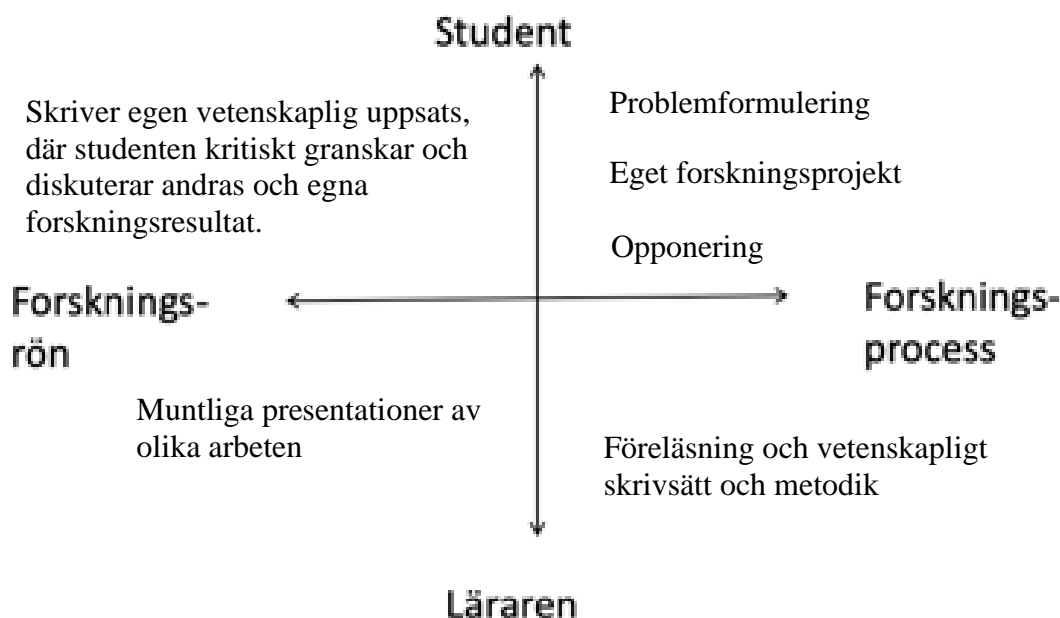 Student
Skriver egen vetenskaplig uppsats,
där studenten kritiskt granskar och
diskuterar andras och egna
forskningsresultat.
Problemformulering
Eget forskningsprojekt
Opponering
Forsknings-
rön
Forsknings-
process
Muntliga presentationer av
olika arbeten
Föreläsning och vetenskapligt
skrivsätt och metodik
Läraren